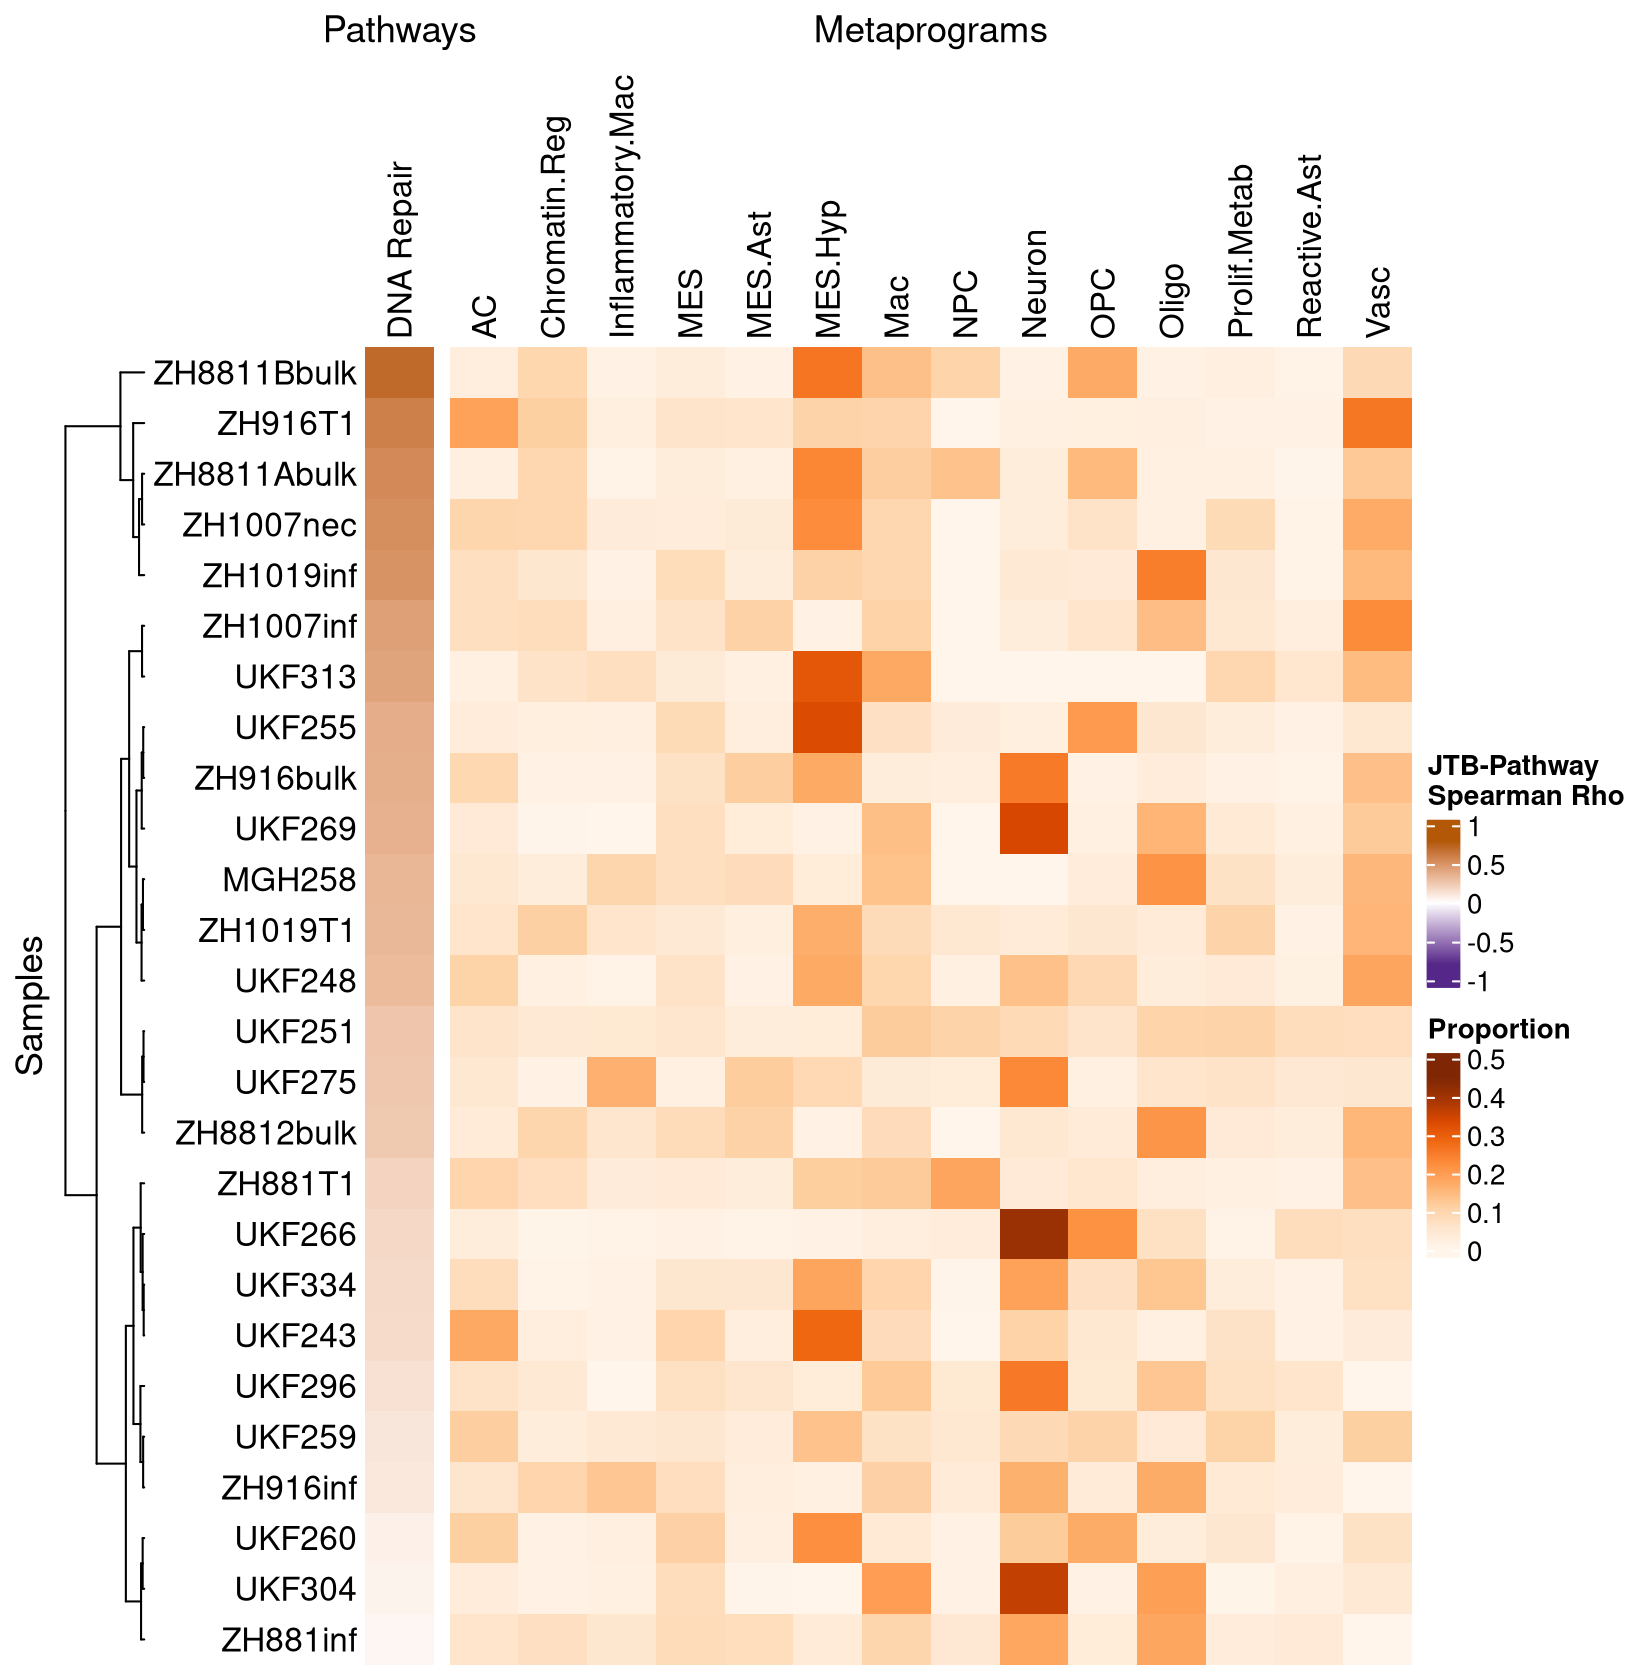 Pathways
Metaprograms
DNA Repair
AC
Chromatin.Reg
Inflammatory.Mac
MES
MES.Ast
MES.Hyp
Mac
NPC
Neuron
OPC
Oligo
Prolif.Metab
Reactive.Ast
Vasc
Samples
ZH8811Bbulk
ZH916T1
ZH8811Abulk
ZH1007nec
ZH1019inf
ZH1007inf
UKF313
UKF255
ZH916bulk
UKF269
MGH258
ZH1019T1
UKF248
UKF251
UKF275
ZH8812bulk
ZH881T1
UKF266
UKF334
UKF243
UKF296
UKF259
ZH916inf
UKF260
UKF304
ZH881inf
JTB-Pathway
Spearman Rho
1
0.5
0
-0.5
-1
Proportion
0.5
0.4
0.3
0.2
0.1
0